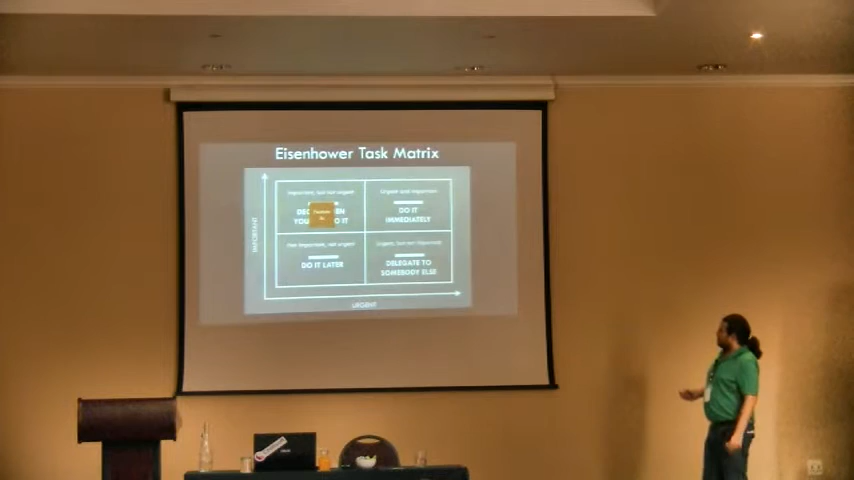 Eisenhower Task Matrix
Important, but not urgent
Urgent and important
DO IT
IMMEDIATELY
IMPORTANT
Not important, not urgent
DO IT LATER
Urgent, but not important
DELEGATE TO
SOMEBODY ELSE
URGENT